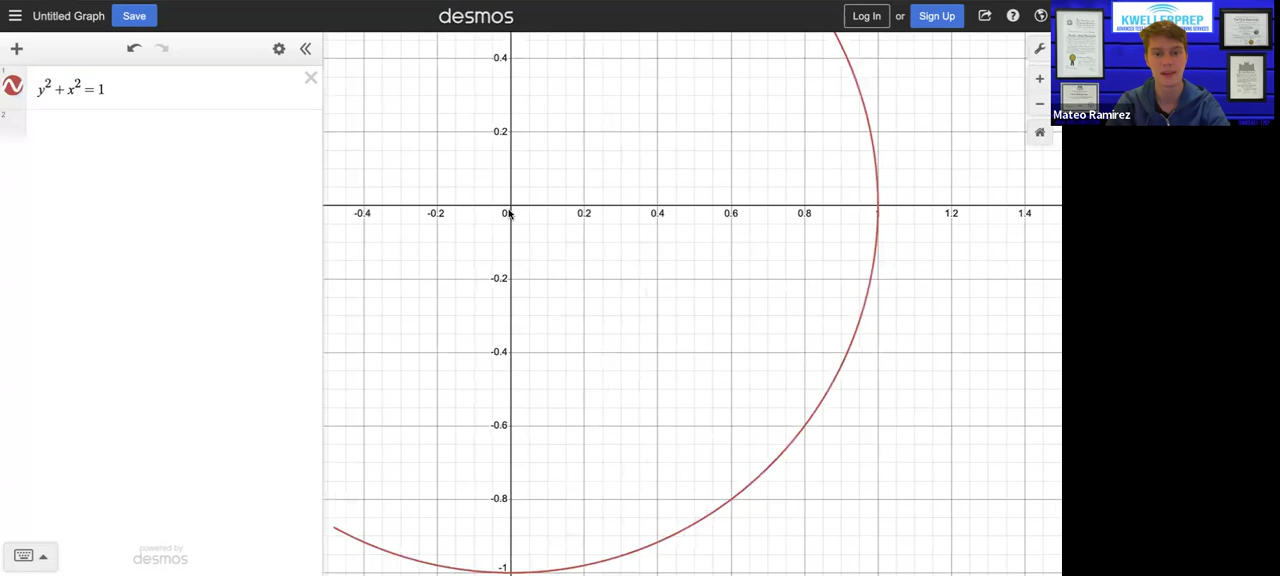 Untitled Graph
Save
desmos
Log In
or
Sign Up
KWELLERPREP
Mateo Ramirez
1
y² + x² = 1
2
0.4
0.2
-0.4
-0.2
0
0.2
0.4
0.6
0.8
1
1.2
1.4
-0.2
-0.4
-0.6
-0.8
-1
powered by
desmos